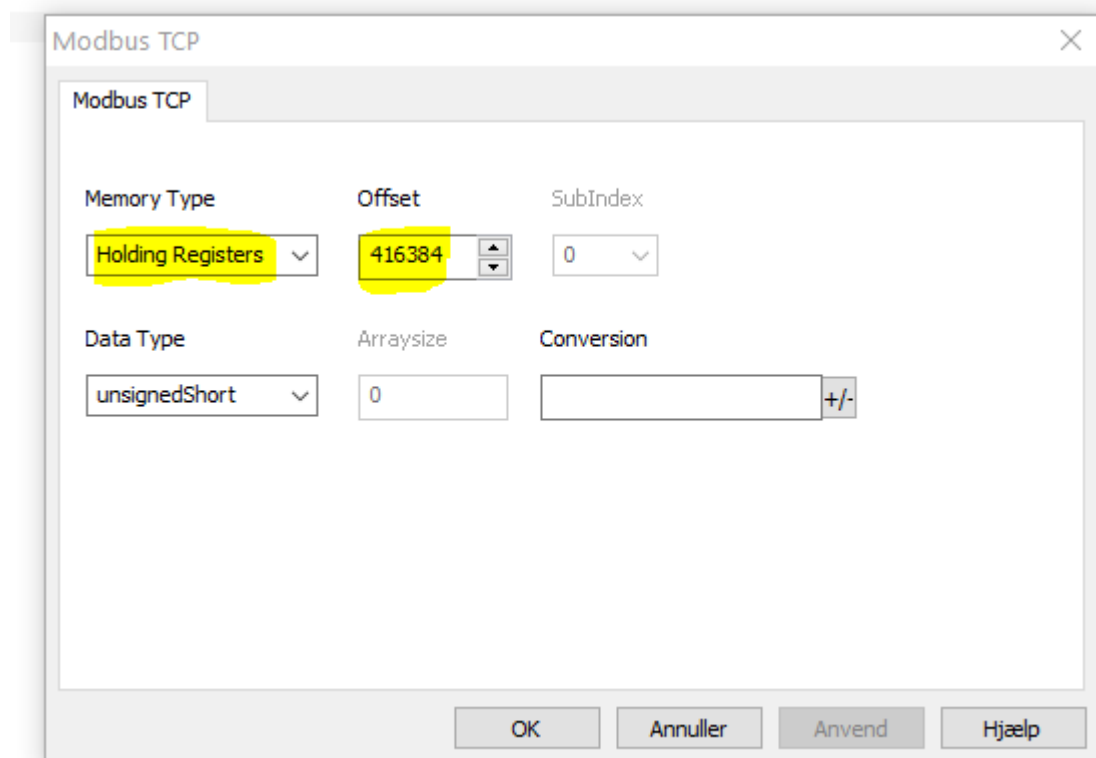 Modbus TCP
Modbus TCP
Memory Type Offset SubIndex
Holding Registers 416384 0
Data Type Arraysize Conversion
unsignedShort 0 +/-
OK Annuller Anvend Hjælp